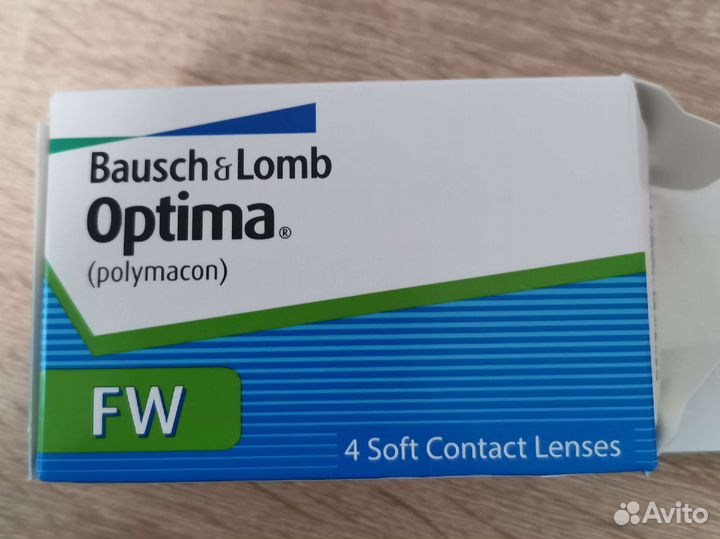 Bausch & Lomb
Optima®
(polymacon)
FW
4 Soft Contact Lenses
Avito